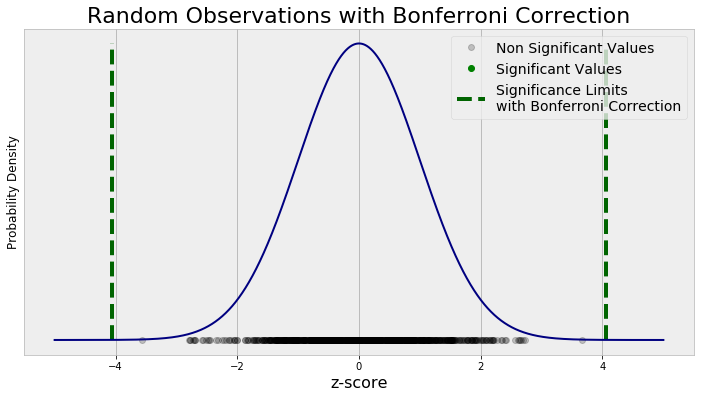 Random Observations with Bonferroni Correction
Non Significant Values
Significant Values
Significance Limits
with Bonferroni Correction
Probability Density
−4
−2
0
2
4
z-score